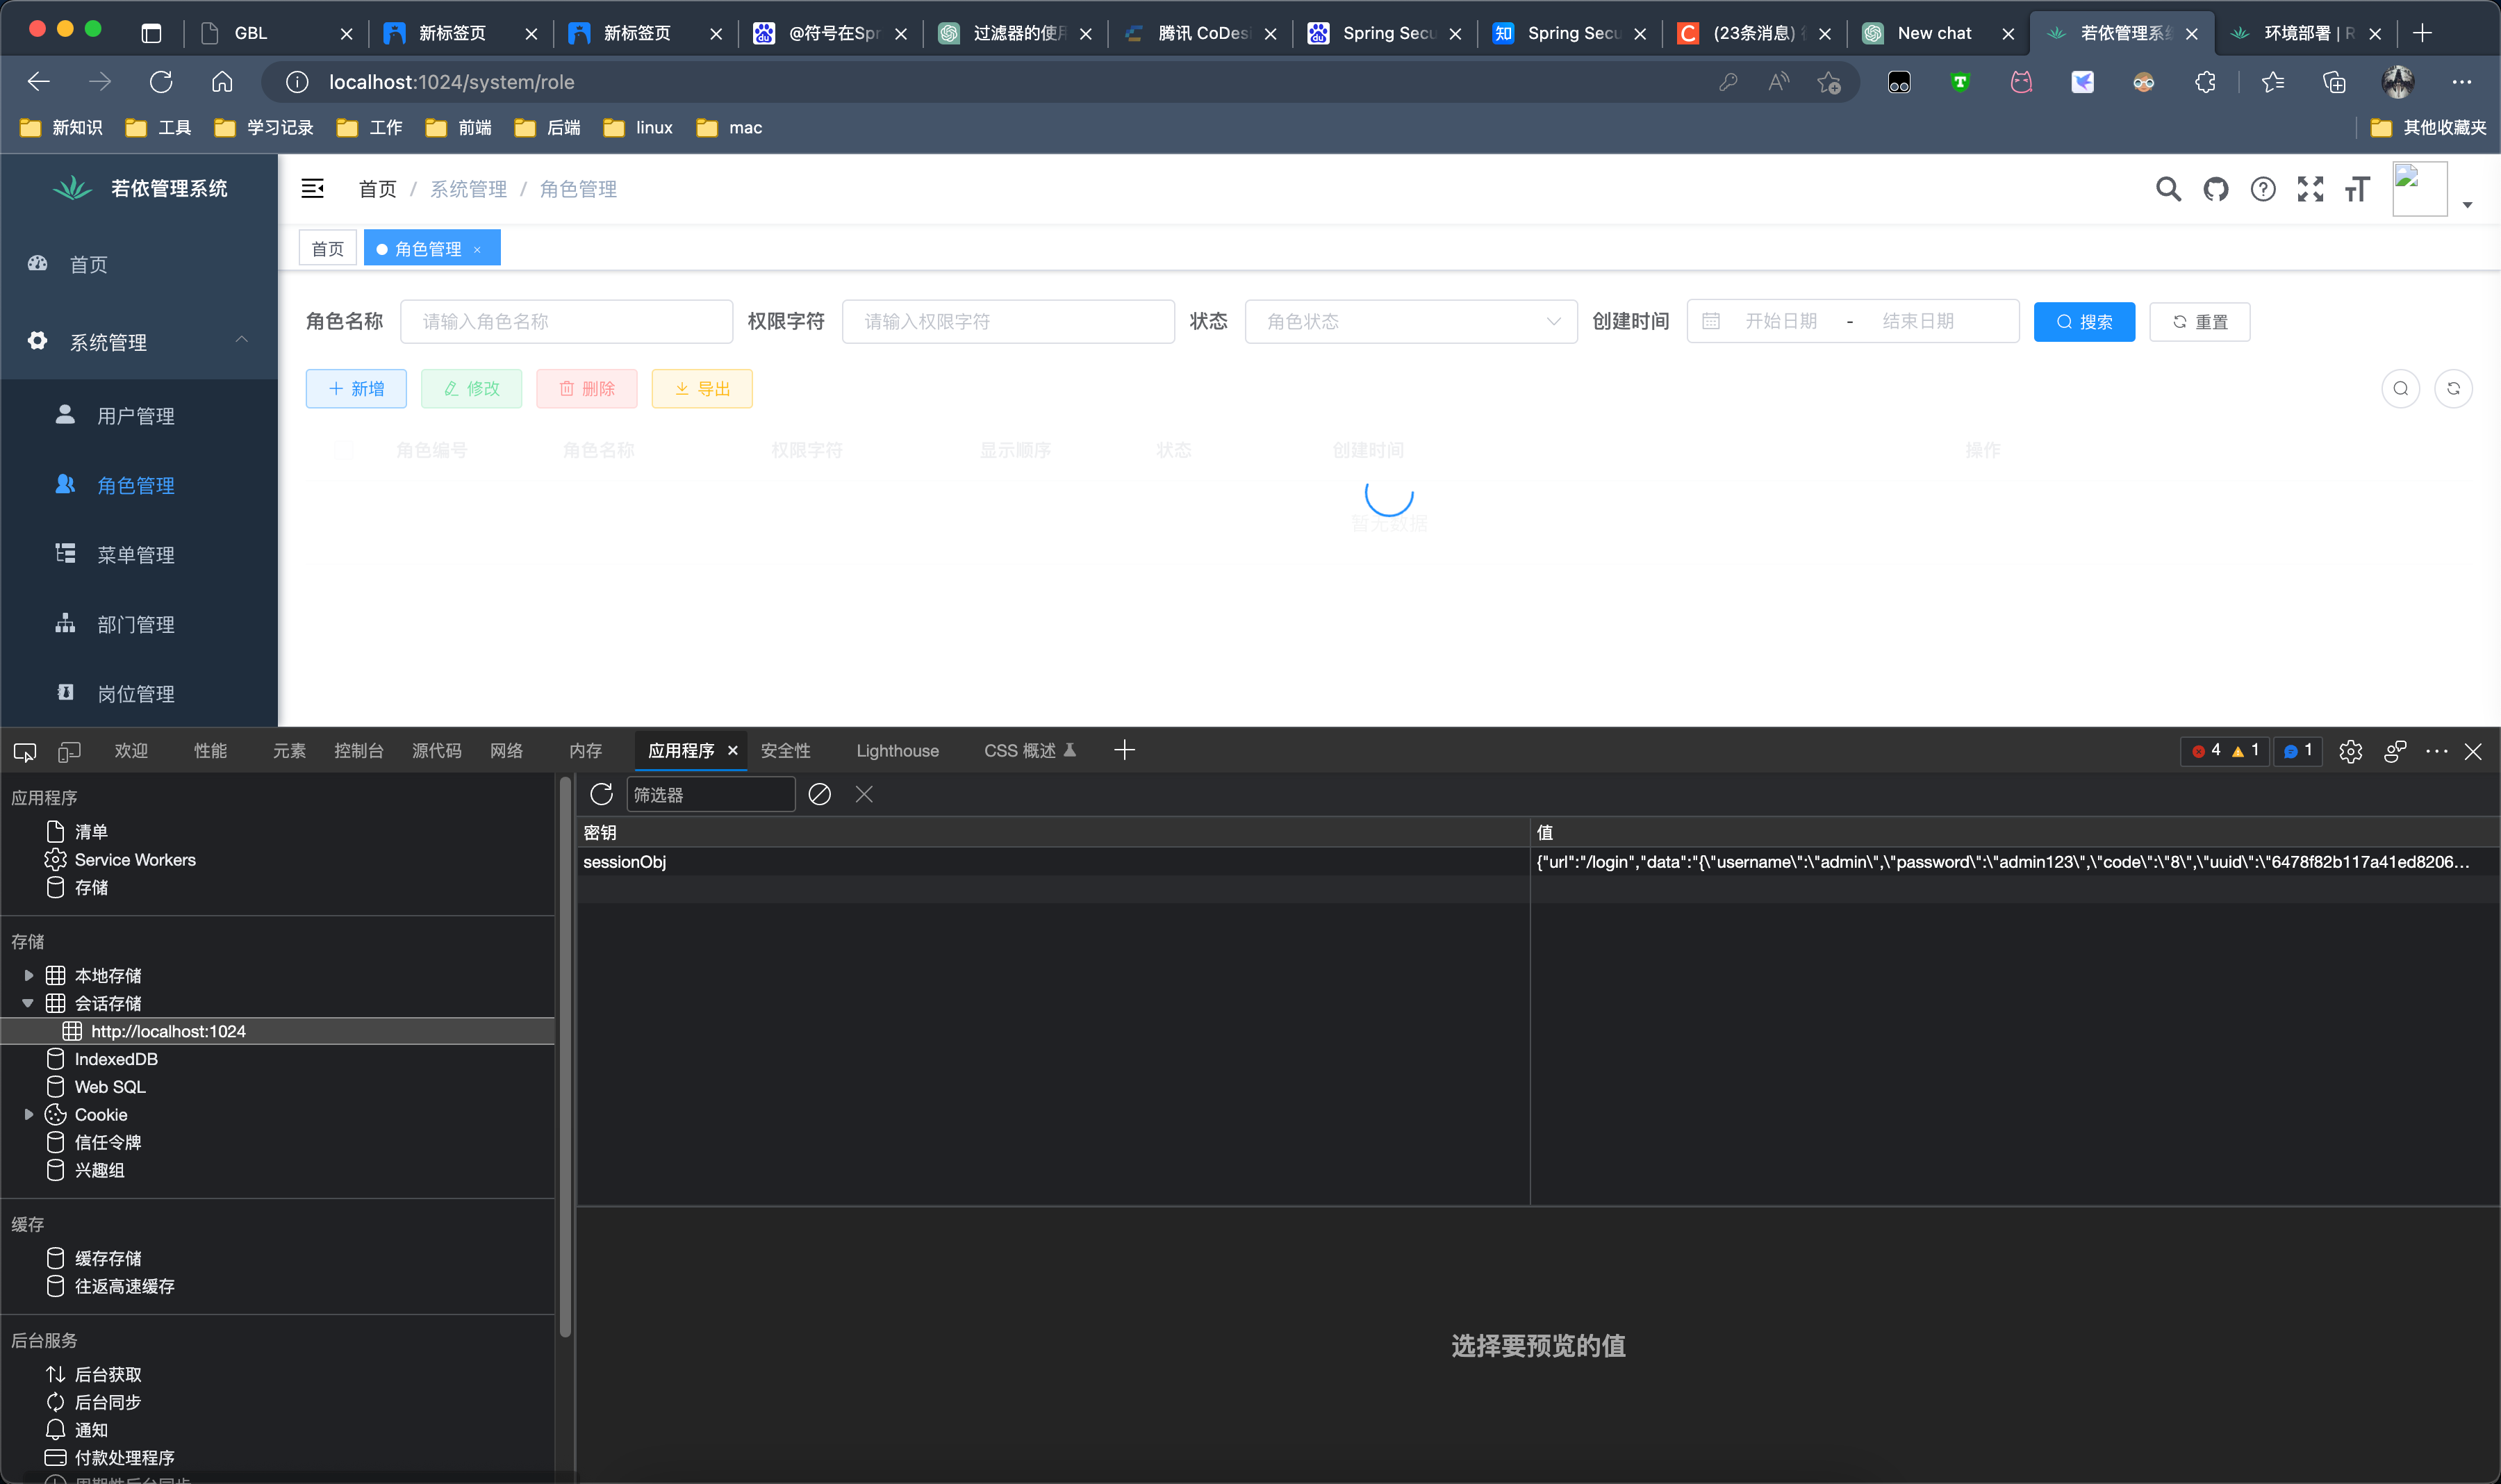 GBL
新标签页
新标签页
@符号在Spr
过滤器的使用
腾讯 CoDesi
Spring Secu
Spring Secu
(23条消息)
New chat
若依管理系统
环境部署 | R
localhost:1024/system/role
新知识 工具 学习记录 工作 前端 后端 linux mac
其他收藏夹
若依管理系统
首页
系统管理
用户管理
角色管理
菜单管理
部门管理
岗位管理
首页 / 系统管理 / 角色管理
首页 角色管理
角色名称 请输入角色名称 权限字符 请输入权限字符 状态 角色状态 创建时间 开始日期 - 结束日期 搜索 重置
新增 修改 删除 导出
角色编号 角色名称 权限字符 显示顺序 状态 创建时间 操作
暂无数据
欢迎 性能 元素 控制台 源代码 网络 内存 应用程序 安全性 Lighthouse CSS 概述
4 1 1
应用程序
清单
Service Workers
存储
存储
本地存储
会话存储
http://localhost:1024
IndexedDB
Web SQL
Cookie
信任令牌
兴趣组
缓存
缓存存储
往返高速缓存
后台服务
后台获取
后台同步
通知
付款处理程序
周期性后台同步
筛选器
密钥 值
sessionObj {"url":"/login","data":"{\"username\":\"admin\",\"password\":\"admin123\",\"code\":\"8\",\"uuid\":\"6478f82b117a41ed8206…
选择要预览的值